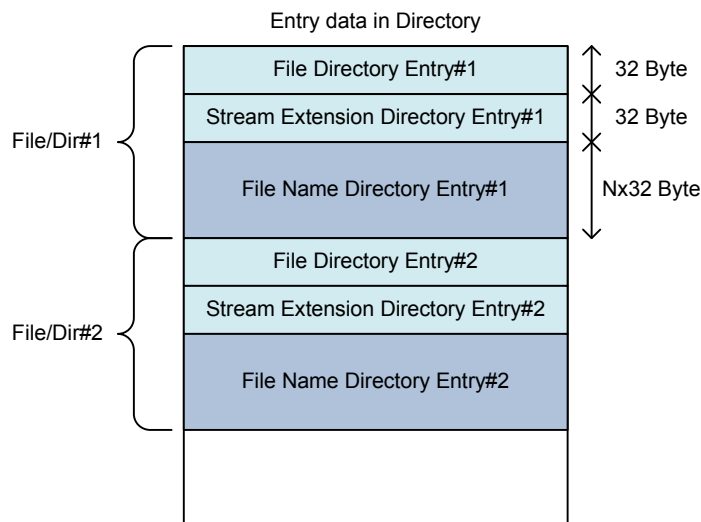 Entry data in Directory
File Directory Entry#1
32 Byte
Stream Extension Directory Entry#1
32 Byte
File/Dir#1
File Name Directory Entry#1
Nx32 Byte
File Directory Entry#2
Stream Extension Directory Entry#2
File/Dir#2
File Name Directory Entry#2